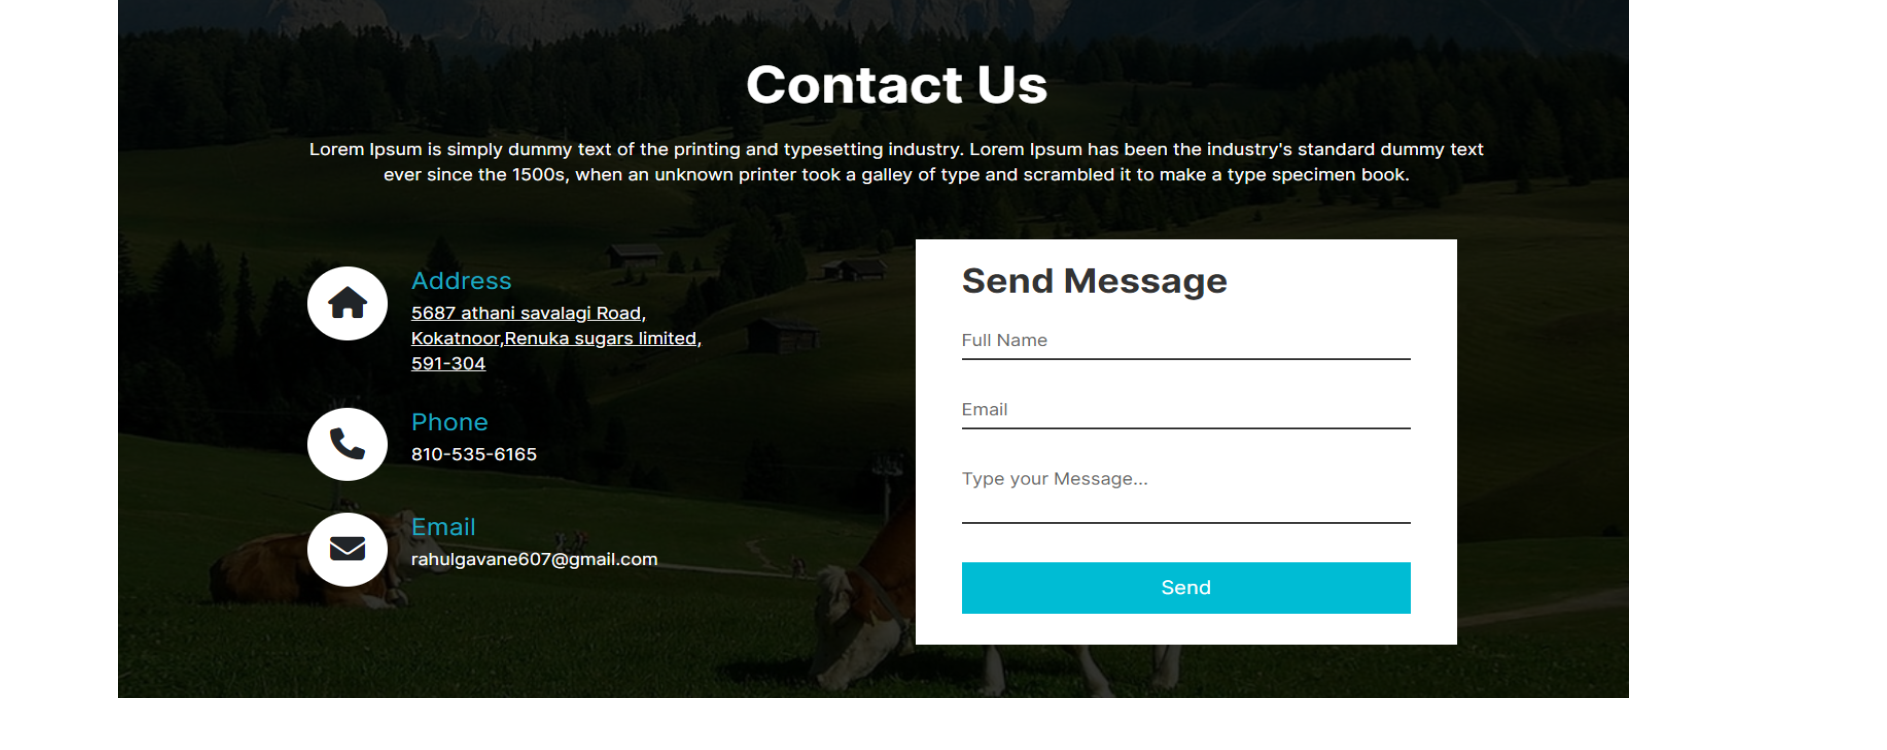 Contact Us
Lorem Ipsum is simply dummy text of the printing and typesetting industry. Lorem Ipsum has been the industry's standard dummy text
ever since the 1500s, when an unknown printer took a galley of type and scrambled it to make a type specimen book.
Address
5687 athani savalagi Road,
Kokatnoor,Renuka sugars limited,
591-304
Phone
810-535-6165
Email
rahulgavane607@gmail.com
Send Message
Full Name
Email
Type your Message...
Send